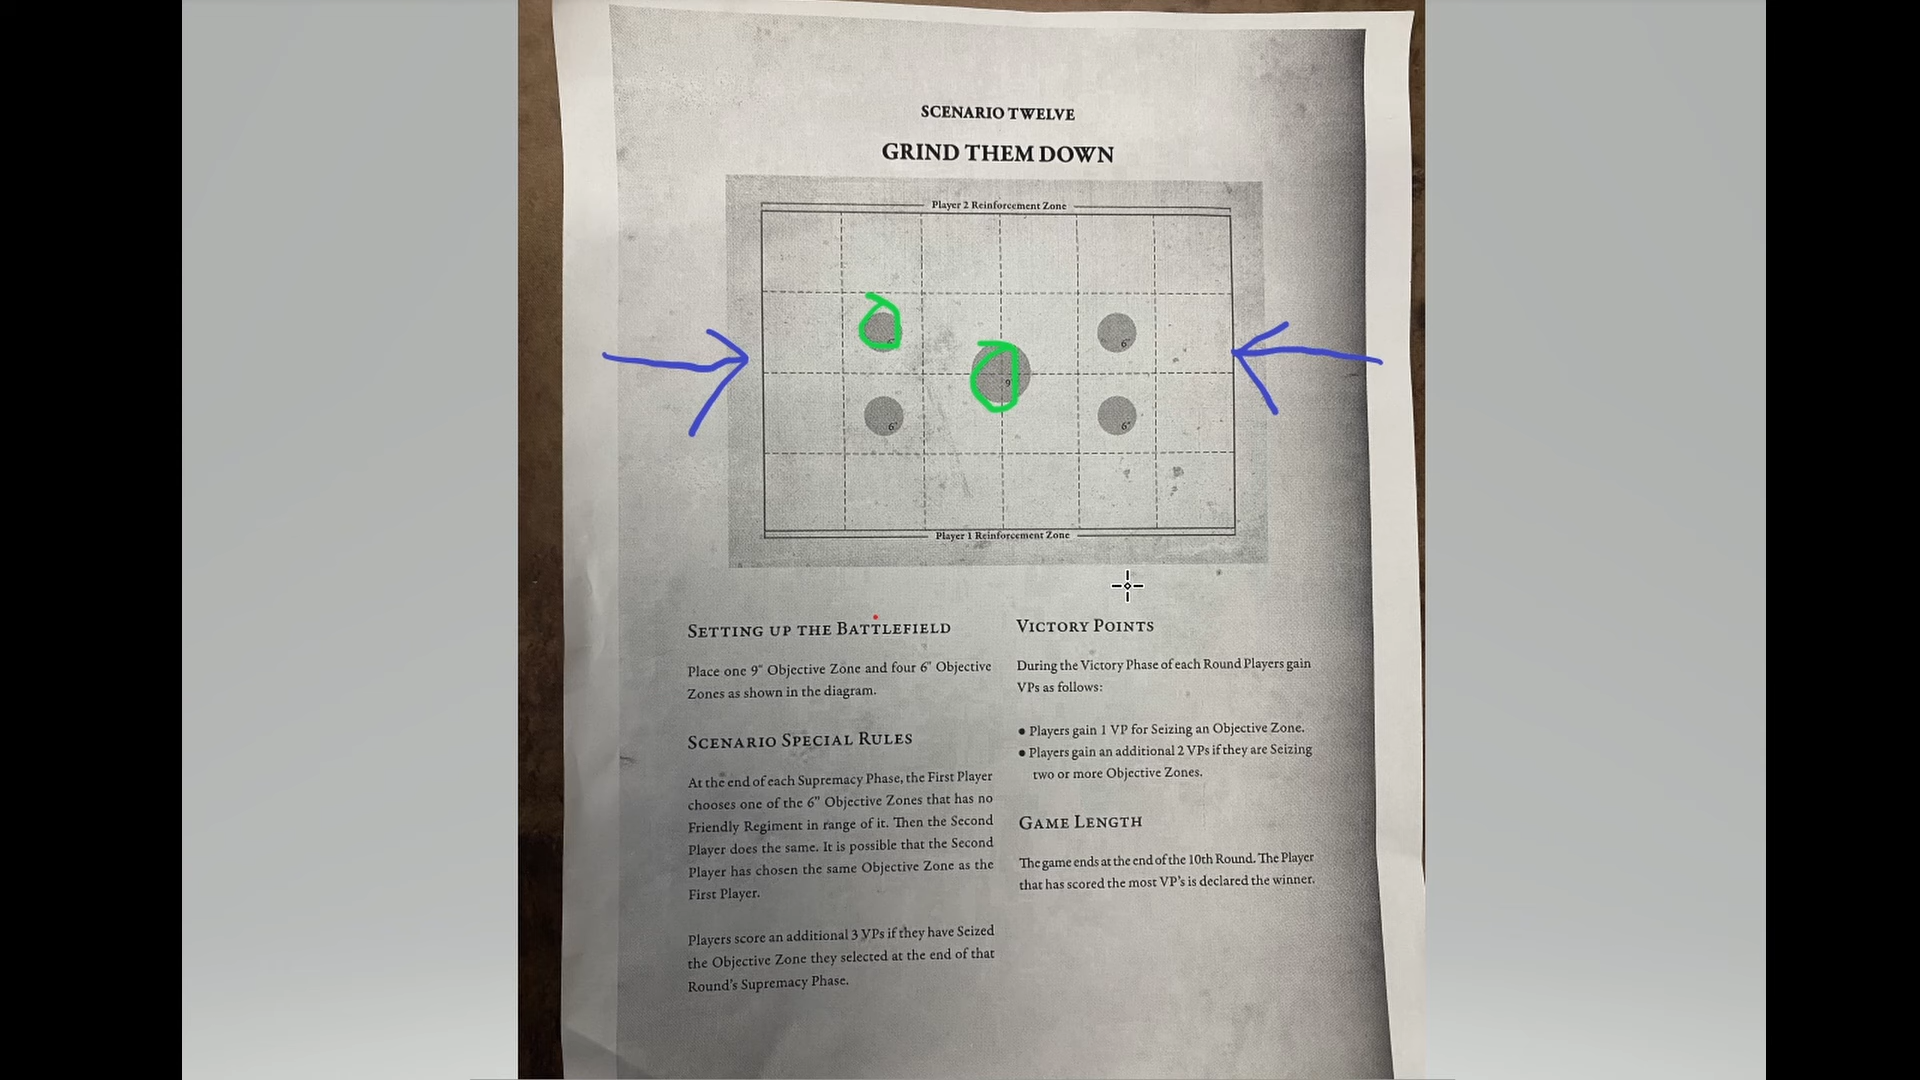 SCENARIO TWELVE
GRIND THEM DOWN
Player 2 Reinforcement Zone
6"
9"
6"
6"
Player 1 Reinforcement Zone
SETTING UP THE BATTLEFIELD
Place one 9" Objective Zone and four 6" Objective
Zones as shown in the diagram.
SCENARIO SPECIAL RULES
At the end of each Supremacy Phase, the First Player
chooses one of the 6" Objective Zones that has no
Friendly Regiment in range of it. Then the Second
Player does the same. It is possible that the Second
Player has chosen the same Objective Zone as the
First Player.
Players score an additional 3 VPs if they have Seized
the Objective Zone they selected at the end of that
Round's Supremacy Phase.
VICTORY POINTS
During the Victory Phase of each Round Players gain
VPs as follows:
• Players gain 1 VP for Seizing an Objective Zone.
• Players gain an additional 2 VPs if they are Seizing
two or more Objective Zones.
GAME LENGTH
The game ends at the end of the 10th Round. The Player
that has scored the most VP's is declared the winner.